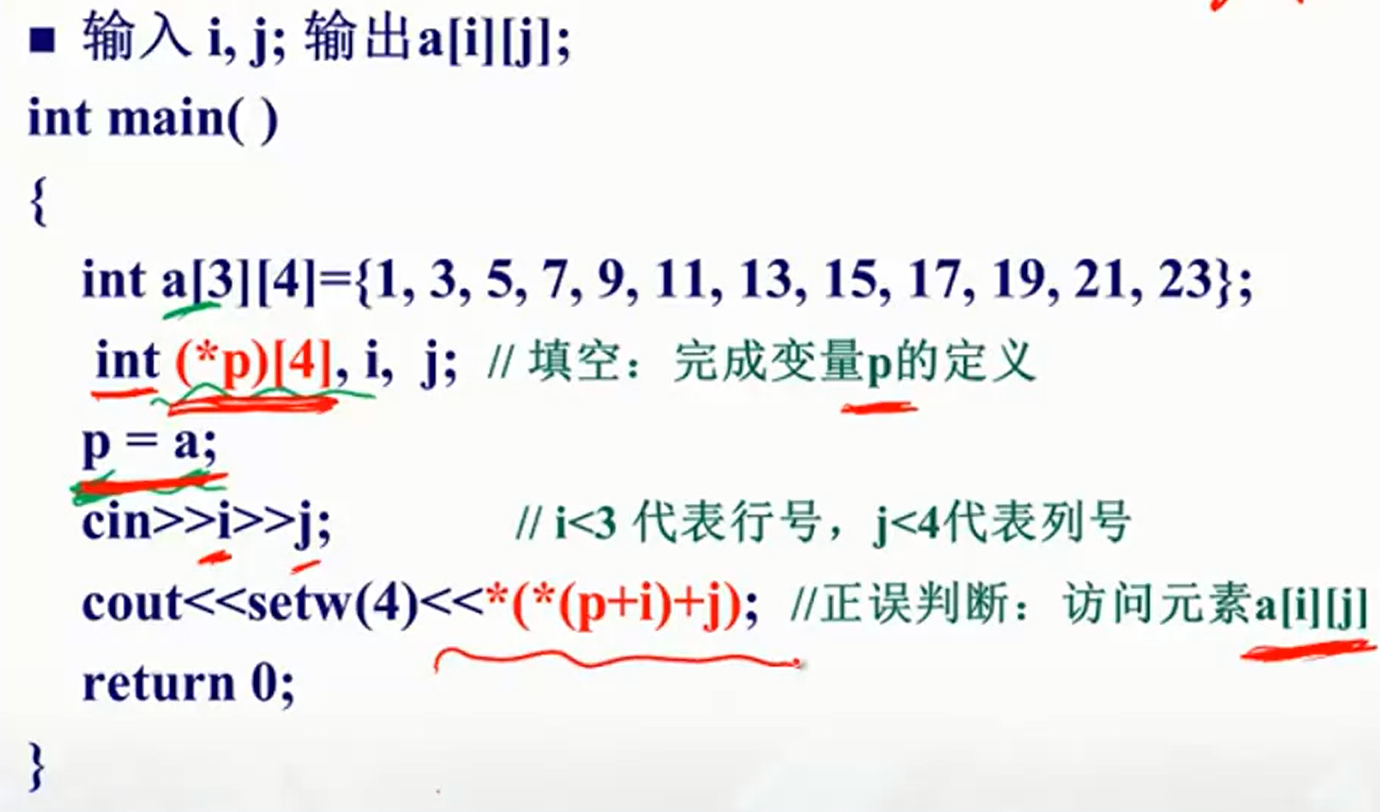 ■ 输入 i, j; 输出a[i][j];
int main( )
{
int a[3][4]={1, 3, 5, 7, 9, 11, 13, 15, 17, 19, 21, 23};
int (*p)[4], i, j; // 填空：完成变量p的定义
p = a;
cin>>i>>j; // i<3 代表行号，j<4代表列号
cout<<setw(4)<<*(*(p+i)+j); //正误判断：访问元素a[i][j]
return 0;
}